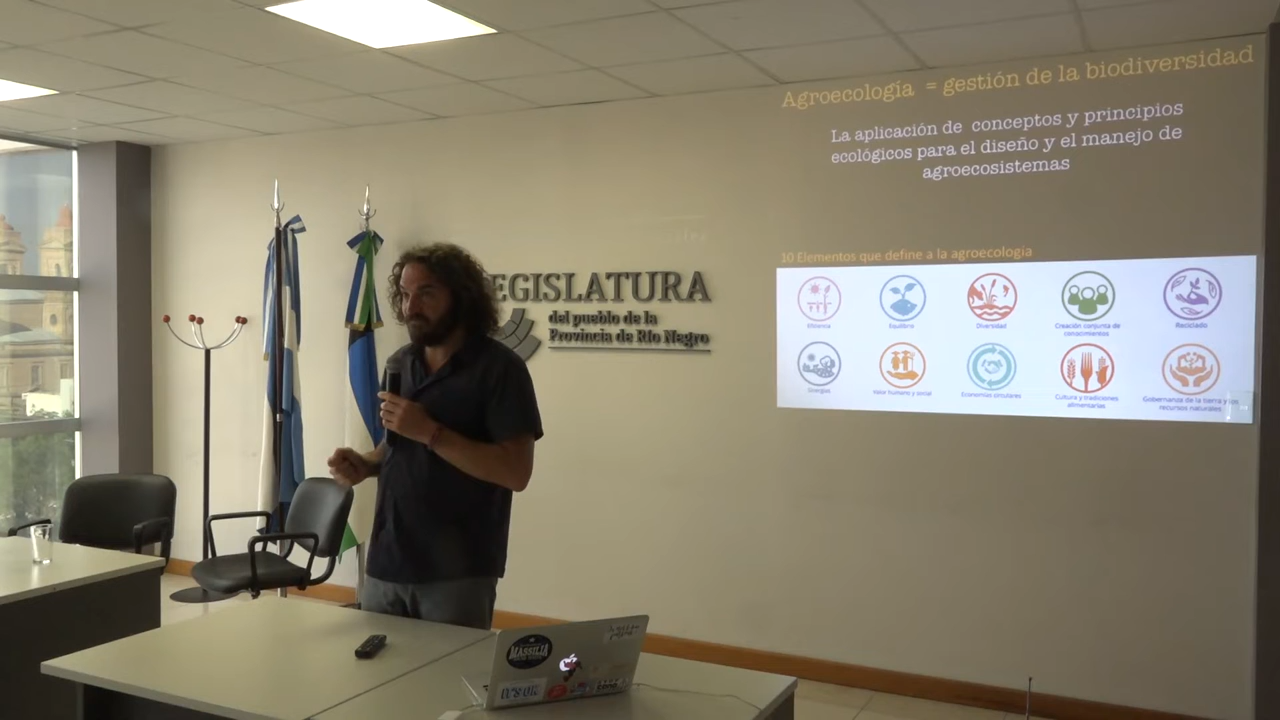 Agroecología = gestión de la biodiversidad
La aplicación de conceptos y principios
ecológicos para el diseño y el manejo de
agroecosistemas
10 Elementos que define a la agroecologia
Eficiencia
Equilibrio
Diversidad
Creación conjunta de
conocimientos
Reciclado
Sinergias
Valor humano y social
Economías circulares
Cultura y tradiciones
alimentarias
Gobernanza de la tierra y los
recursos naturales
EGISLATURA
del pueblo de la
Provincia de Río Negro
MASSILIA